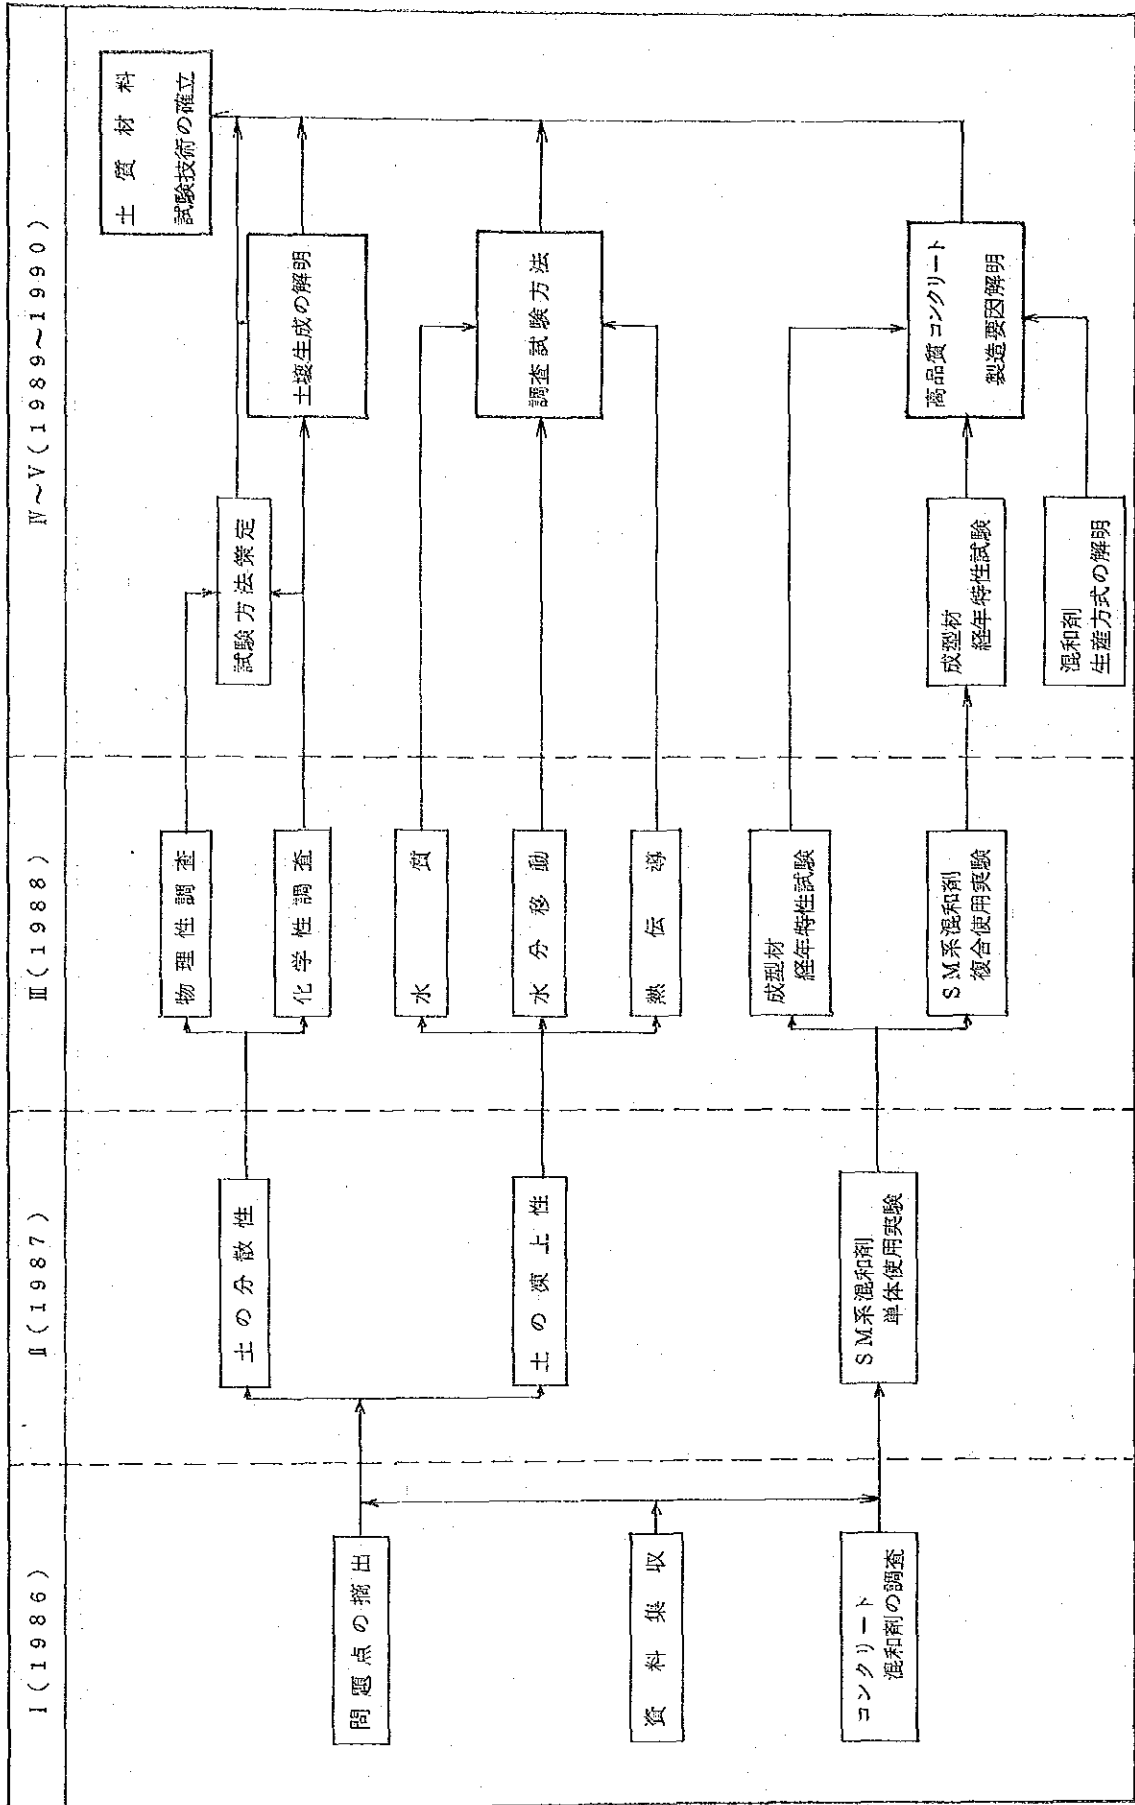 I(1986)
II(1987)
III(1988)
IV～V(1989～1990)
問題点の摘出
資料集収
コンクリート
混和剤の調査
土の分散性
土の凍上性
SM系混和剤
単体使用実験
物理性調査
化学性調査
水質
水分移動
熱伝導
成型材
経年特性試験
SM系混和剤
複合使用実験
試験方法策定
成型材
経年特性試験
混和剤
生産方式の解明
土壌生成の解明
調査試験方法
高品質コンクリート
製造要因解明
土質材料
試験技術の確立